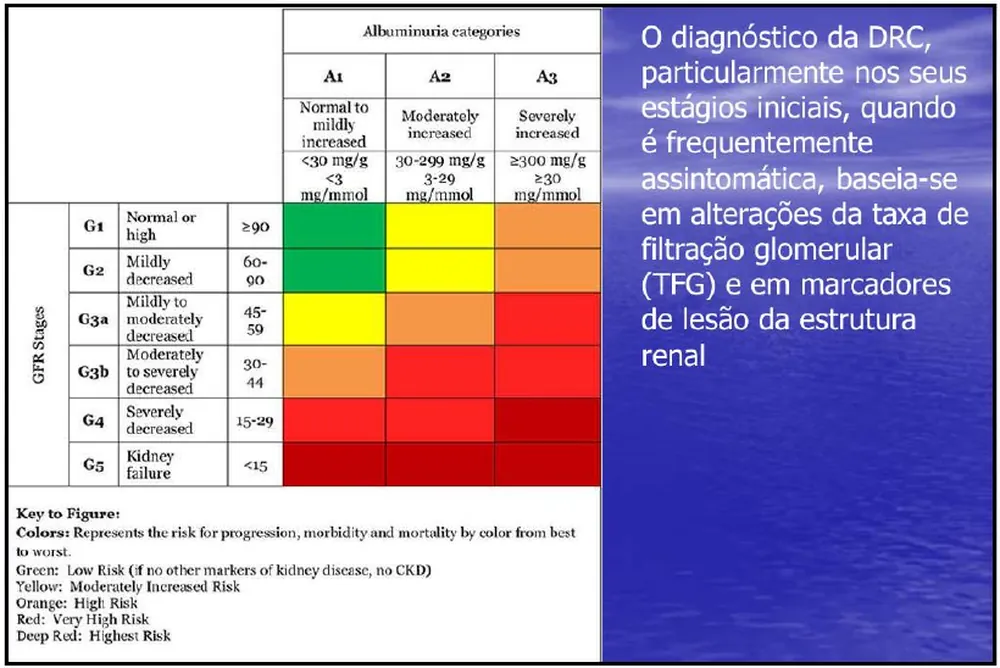 Albuminuria categories
A1
A2
A3
Normal to
mildly
increased
Moderately
increased
Severely
increased
<30 mg/g
<3
mg/mmol
30-299 mg/g
3-29
mg/mmol
≥300 mg/g
≥30
mg/mmol
GFR Stages
G1
Normal or
high
≥90
G2
Mildly
decreased
60-
90
G3a
Mildly to
moderately
decreased
45-
59
G3b
Moderately
to severely
decreased
30-
44
G4
Severely
decreased
15-29
G5
Kidney
failure
<15
Key to Figure:
Colors: Represents the risk for progression, morbidity and mortality by color from best
to worst.
Green: Low Risk (if no other markers of kidney disease, no CKD)
Yellow: Moderately Increased Risk
Orange: High Risk
Red: Very High Risk
Deep Red: Highest Risk
O diagnóstico da DRC,
particularmente nos seus
estágios iniciais, quando
é frequentemente
assintomática, baseia-se
em alterações da taxa de
filtração glomerular
(TFG) e em marcadores
de lesão da estrutura
renal